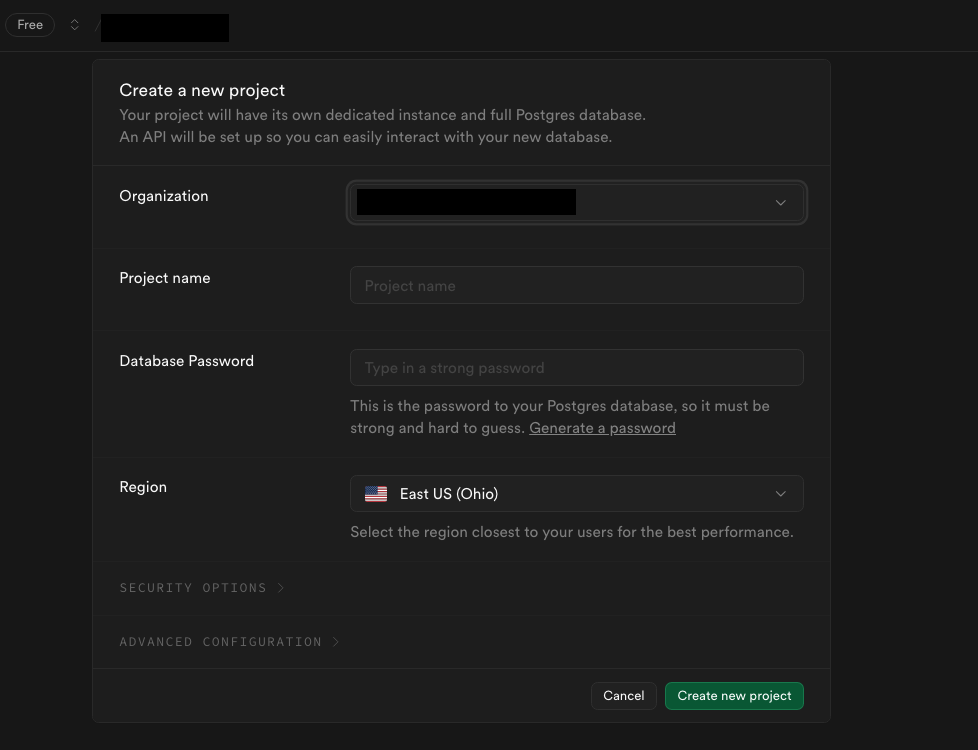 Free
Create a new project
Your project will have its own dedicated instance and full Postgres database.
An API will be set up so you can easily interact with your new database.
Organization
Project name
Project name
Database Password
Type in a strong password
This is the password to your Postgres database, so it must be
strong and hard to guess. Generate a password
Region
East US (Ohio)
Select the region closest to your users for the best performance.
SECURITY OPTIONS
ADVANCED CONFIGURATION
Cancel
Create new project